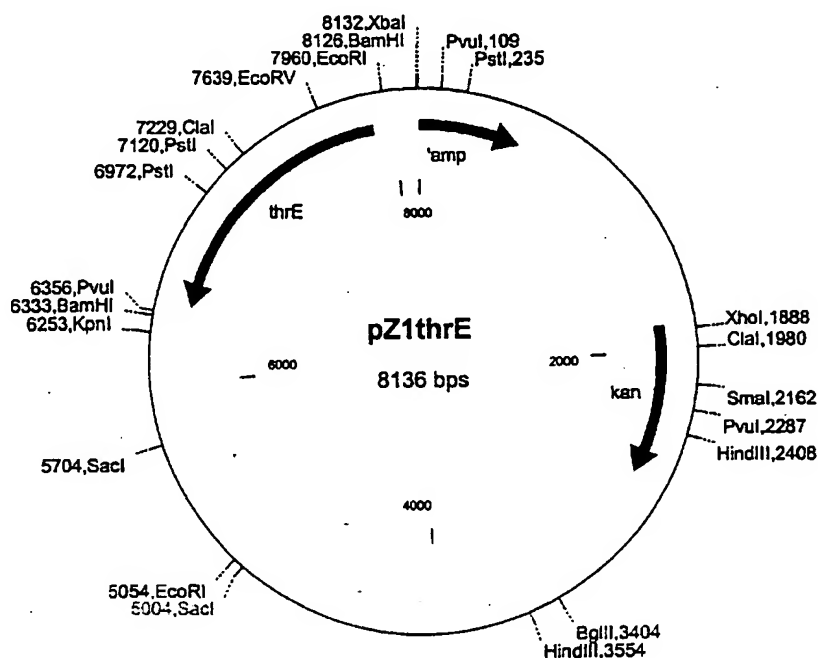 8132,XbaI
8126,BamHI
7960,EcoRI
7639,EcoRV
7229,ClaI
7120,PstI
6972,PstI
6356,PvuI
6333,BamHI
6253,KpnI
5704,SacI
5054,EcoRI
5004,SacI
PvuI,109
PstI,235
XhoI,1888
ClaI,1980
SmaI,2162
PvuI,2287
HindIII,2408
BglII,3404
HindIII,3554
'amp
thrE
8000
pZ1thrE
8136 bps
6000
2000
kan
4000